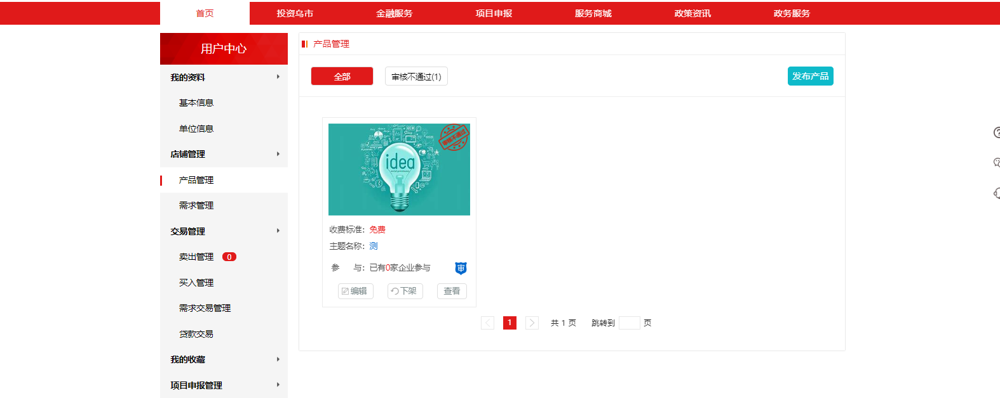 首页 投资乌市 金融服务 项目申报 服务商城 政策资讯 政务服务
用户中心
我的资料
基本信息
单位信息
店铺管理
产品管理
需求管理
交易管理
卖出管理 0
买入管理
需求交易管理
贷款交易
我的收藏
项目申报管理
产品管理
全部 审核不通过(1) 发布产品
审核不通过
idea
收费标准：免费
主题名称：测
参 与：已有0家企业参与 审
编辑 下架 查看
1 共 1 页 跳转到 页